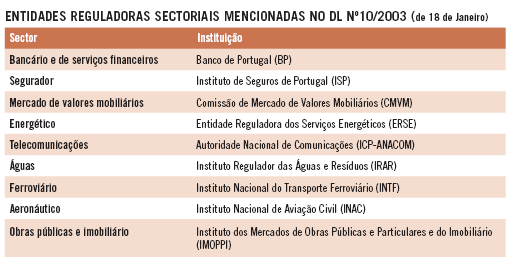 ENTIDADES REGULADORAS SECTORIAIS MENCIONADAS NO DL Nº10/2003 (de 18 de Janeiro)
Sector Instituição
Bancário e de serviços financeiros Banco de Portugal (BP)
Segurador Instituto de Seguros de Portugal (ISP)
Mercado de valores mobiliários Comissão de Mercado de Valores Mobiliários (CMVM)
Energético Entidade Reguladora dos Serviços Energéticos (ERSE)
Telecomunicações Autoridade Nacional de Comunicações (ICP-ANACOM)
Águas Instituto Regulador das Águas e Resíduos (IRAR)
Ferroviário Instituto Nacional do Transporte Ferroviário (INTF)
Aeronáutico Instituto Nacional de Aviação Civil (INAC)
Obras públicas e imobiliário Instituto dos Mercados de Obras Públicas e Particulares e do Imobiliário
(IMOPPI)